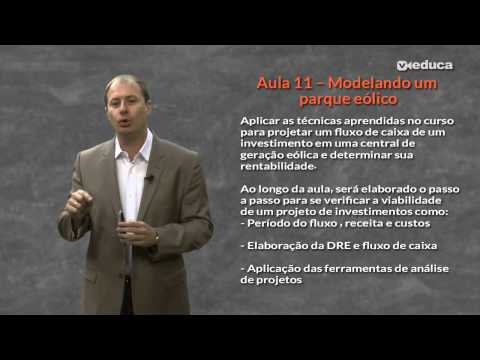 veduca
Aula 11 – Modelando um
parque eólico
Aplicar as técnicas aprendidas no curso
para projetar um fluxo de caixa de um
investimento em uma central de
geração eólica e determinar sua
rentabilidade.
Ao longo da aula, será elaborado o passo
a passo para se verificar a viabilidade
de um projeto de investimentos como:
- Período do fluxo , receita e custos
- Elaboração da DRE e fluxo de caixa
- Aplicação das ferramentas de análise
de projetos